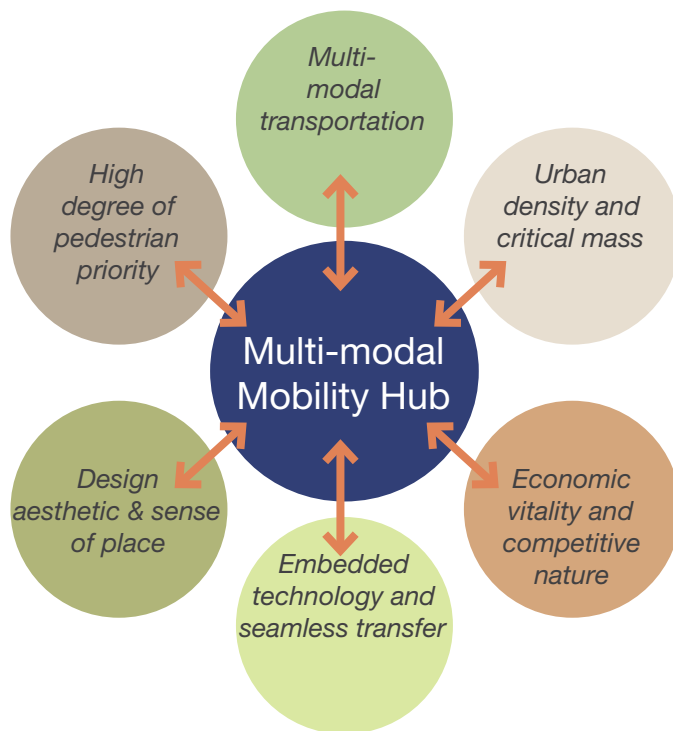 Multi-
modal
transportation
High
degree of
pedestrian
priority
Urban
density and
critical mass
Multi-modal
Mobility Hub
Design
aesthetic & sense
of place
Economic
vitality and
competitive
nature
Embedded
technology and
seamless transfer